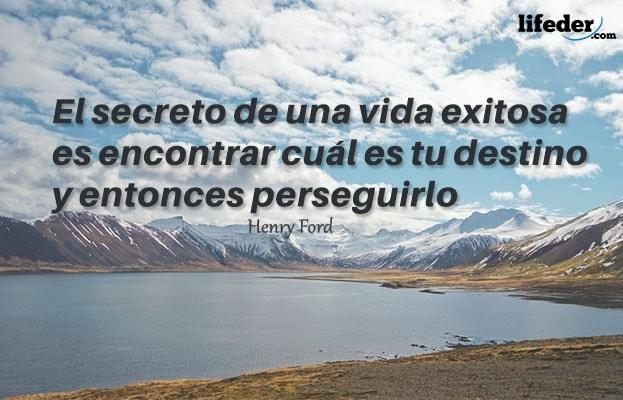 lifeder
.com
El secreto de una vida exitosa
es encontrar cuál es tu destino
y entonces perseguirlo
Henry Ford